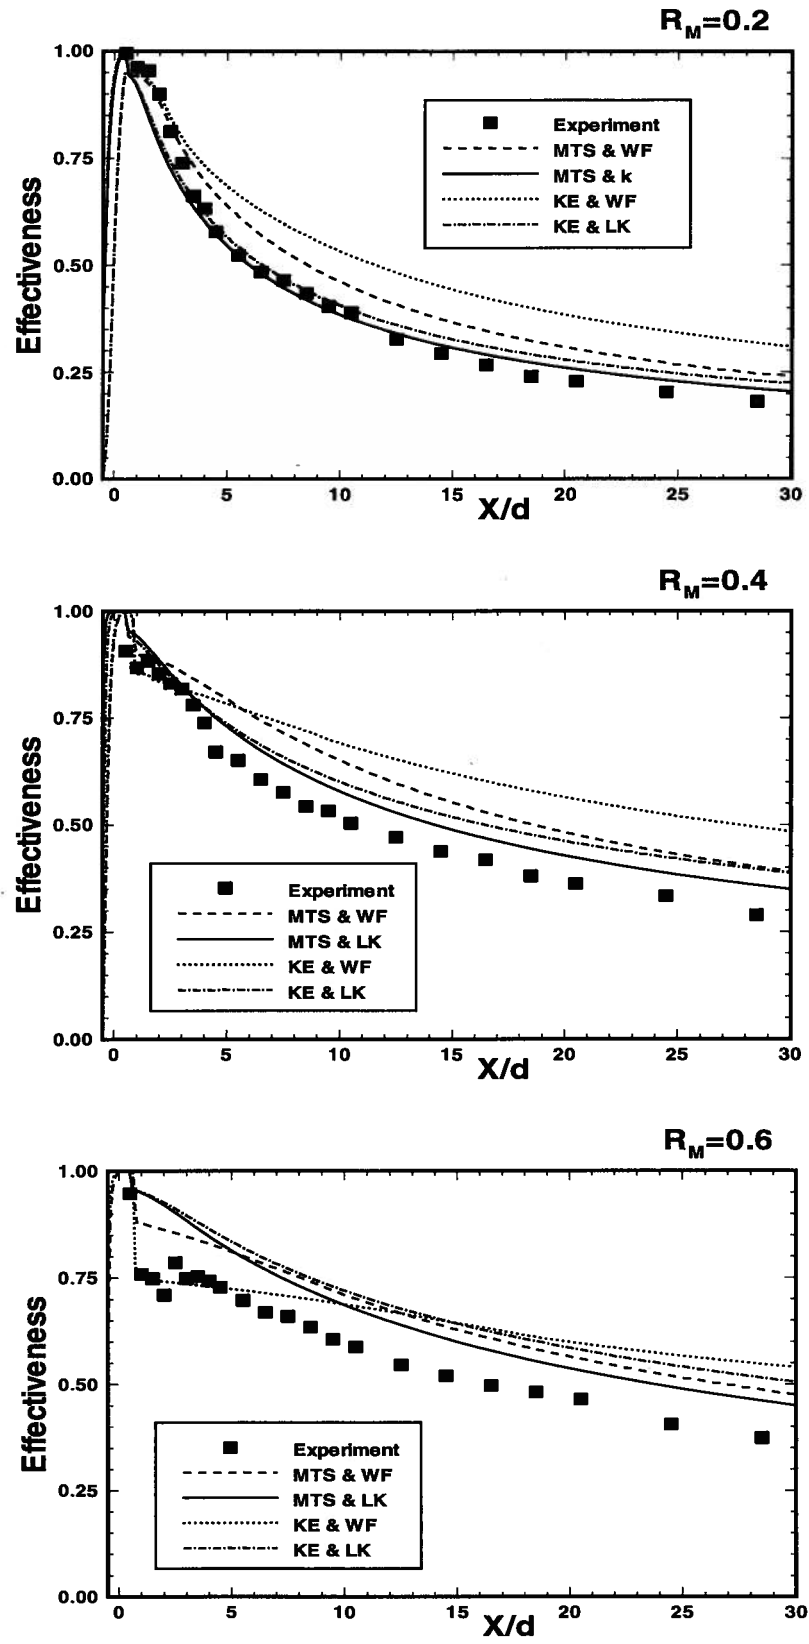 R_M=0.2
1.00
0.75
0.50
0.25
0.00
Effectiveness
Experiment
MTS & WF
MTS & k
KE & WF
KE & LK
0 5 10 15 20 25 30
X/d
R_M=0.4
1.00
0.75
0.50
0.25
0.00
Effectiveness
Experiment
MTS & WF
MTS & LK
KE & WF
KE & LK
0 5 10 15 20 25 30
X/d
R_M=0.6
1.00
0.75
0.50
0.25
0.00
Effectiveness
Experiment
MTS & WF
MTS & LK
KE & WF
KE & LK
0 5 10 15 20 25 30
X/d